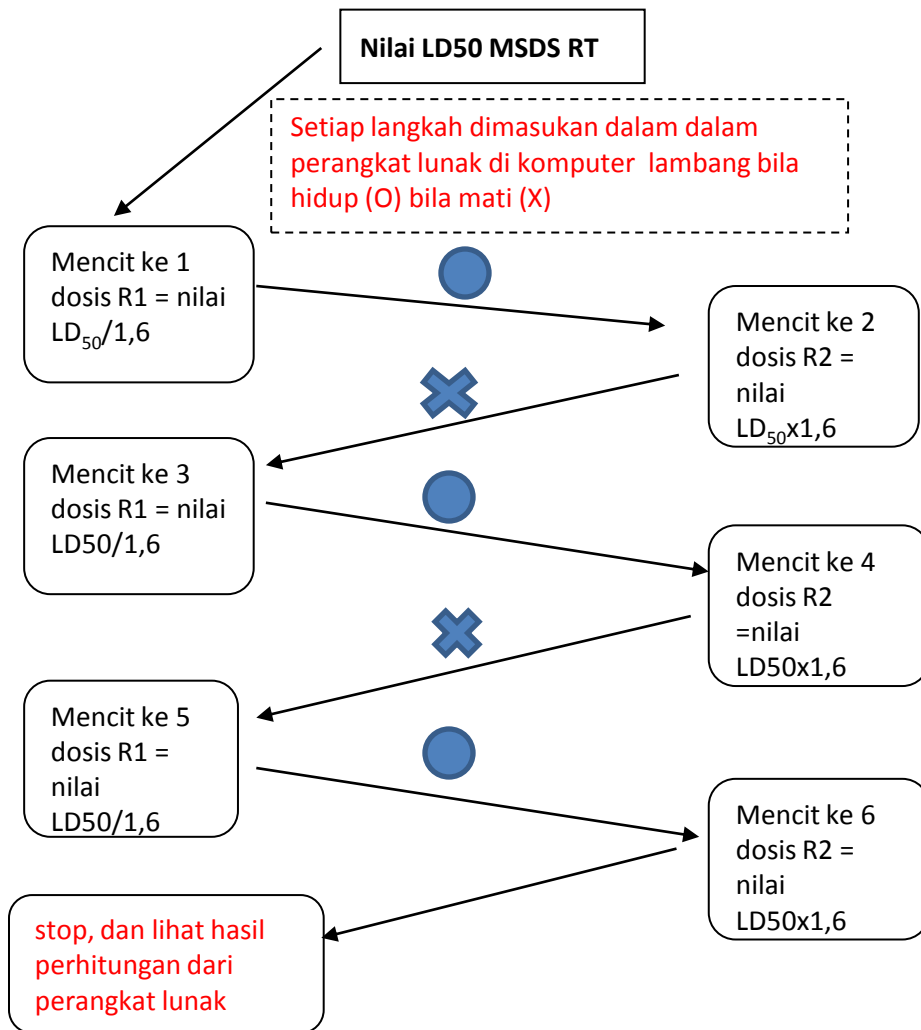 Nilai LD50 MSDS RT
Setiap langkah dimasukan dalam dalam
perangkat lunak di komputer lambang bila
hidup (O) bila mati (X)
Mencit ke 1
dosis R1 = nilai
LD₅₀/1,6
Mencit ke 2
dosis R2 =
nilai
LD₅₀x1,6
Mencit ke 3
dosis R1 = nilai
LD50/1,6
Mencit ke 4
dosis R2
=nilai
LD50x1,6
Mencit ke 5
dosis R1 =
nilai
LD50/1,6
Mencit ke 6
dosis R2 =
nilai
LD50x1,6
stop, dan lihat hasil
perhitungan dari
perangkat lunak